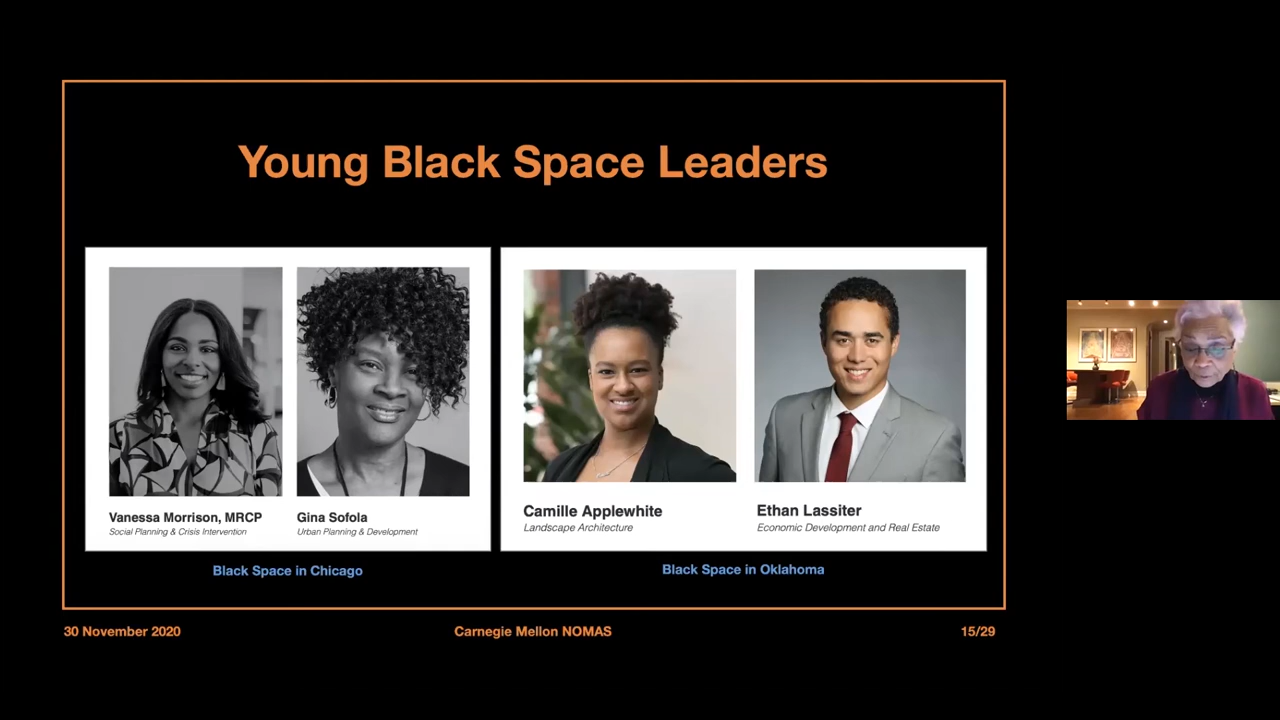 Young Black Space Leaders
Vanessa Morrison, MRCP
Social Planning & Crisis Intervention
Gina Sofola
Urban Planning & Development
Camille Applewhite
Landscape Architecture
Ethan Lassiter
Economic Development and Real Estate
Black Space in Chicago
Black Space in Oklahoma
30 November 2020
Carnegie Mellon NOMAS
15/29